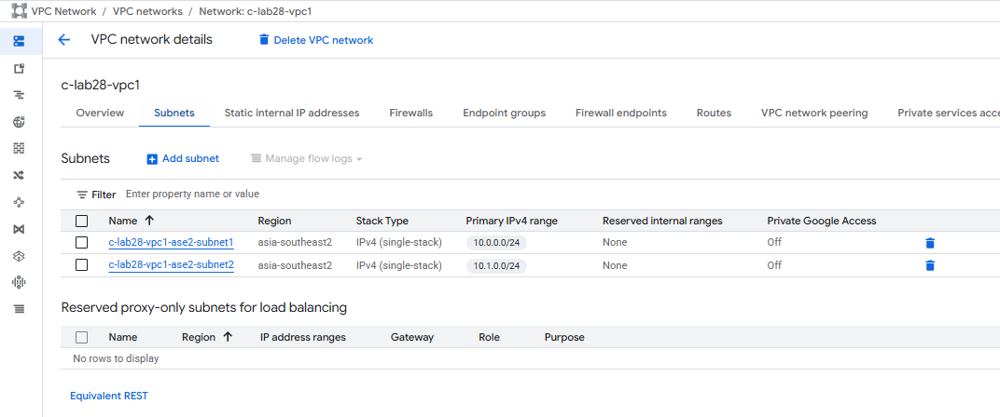 VPC Network / VPC networks / Network: c-lab28-vpc1
VPC network details Delete VPC network
c-lab28-vpc1
Overview Subnets Static internal IP addresses Firewalls Endpoint groups Firewall endpoints Routes VPC network peering Private services acce
Subnets Add subnet Manage flow logs
Filter Enter property name or value
Name Region Stack Type Primary IPv4 range Reserved internal ranges Private Google Access
c-lab28-vpc1-ase2-subnet1 asia-southeast2 IPv4 (single-stack) 10.0.0.0/24 None Off
c-lab28-vpc1-ase2-subnet2 asia-southeast2 IPv4 (single-stack) 10.1.0.0/24 None Off
Reserved proxy-only subnets for load balancing
Name Region IP address ranges Gateway Role Purpose
No rows to display
Equivalent REST